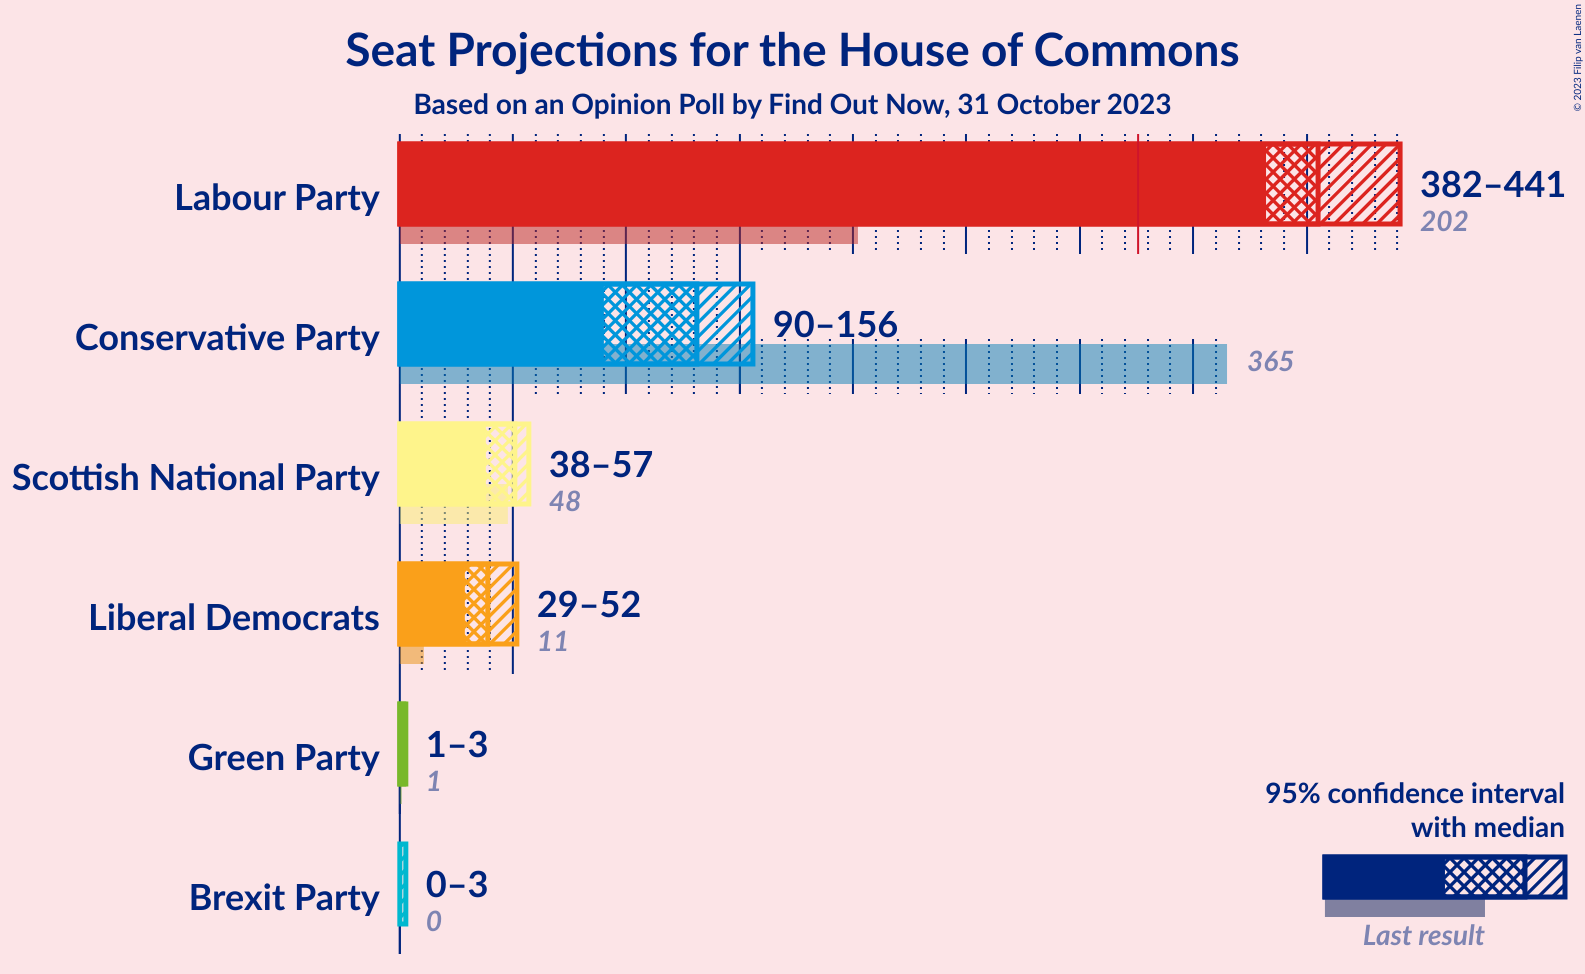 Seat Projections for the House of Commons
Based on an Opinion Poll by Find Out Now, 31 October 2023
© 2023 Filip van Laenen
Labour Party
382–441
202
Conservative Party
90–156
365
Scottish National Party
38–57
48
Liberal Democrats
29–52
11
Green Party
1–3
1
Brexit Party
0–3
0
95% confidence interval
with median
Last result